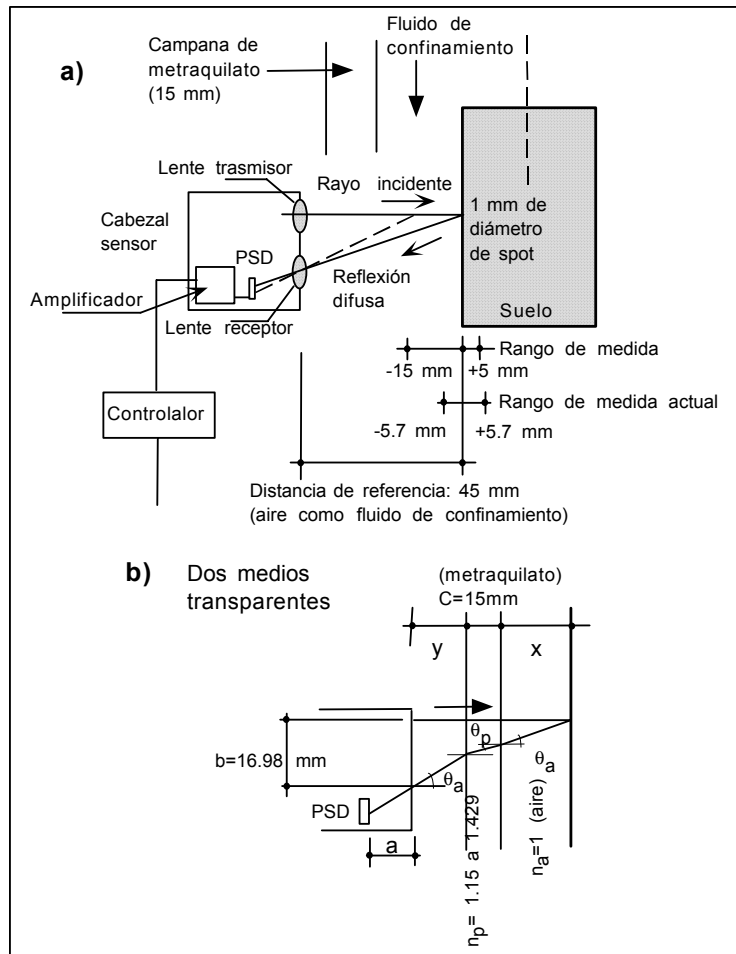 a)
Campana de
metraquilato
(15 mm)
Fluido de
confinamiento
Lente trasmisor
Rayo incidente
Cabezal
sensor
PSD
1 mm de
diámetro
de spot
Reflexión
difusa
Amplificador
Lente receptor
Suelo
Rango de medida
-15 mm +5 mm
Controlalor
Rango de medida actual
-5.7 mm +5.7 mm
Distancia de referencia: 45 mm
(aire como fluido de confinamiento)
b) Dos medios
transparentes
(metraquilato)
C=15mm
y
x
θp
θa
b=16.98 mm
θa
PSD
a
np= 1.15 a 1.429
na=1 (aire)